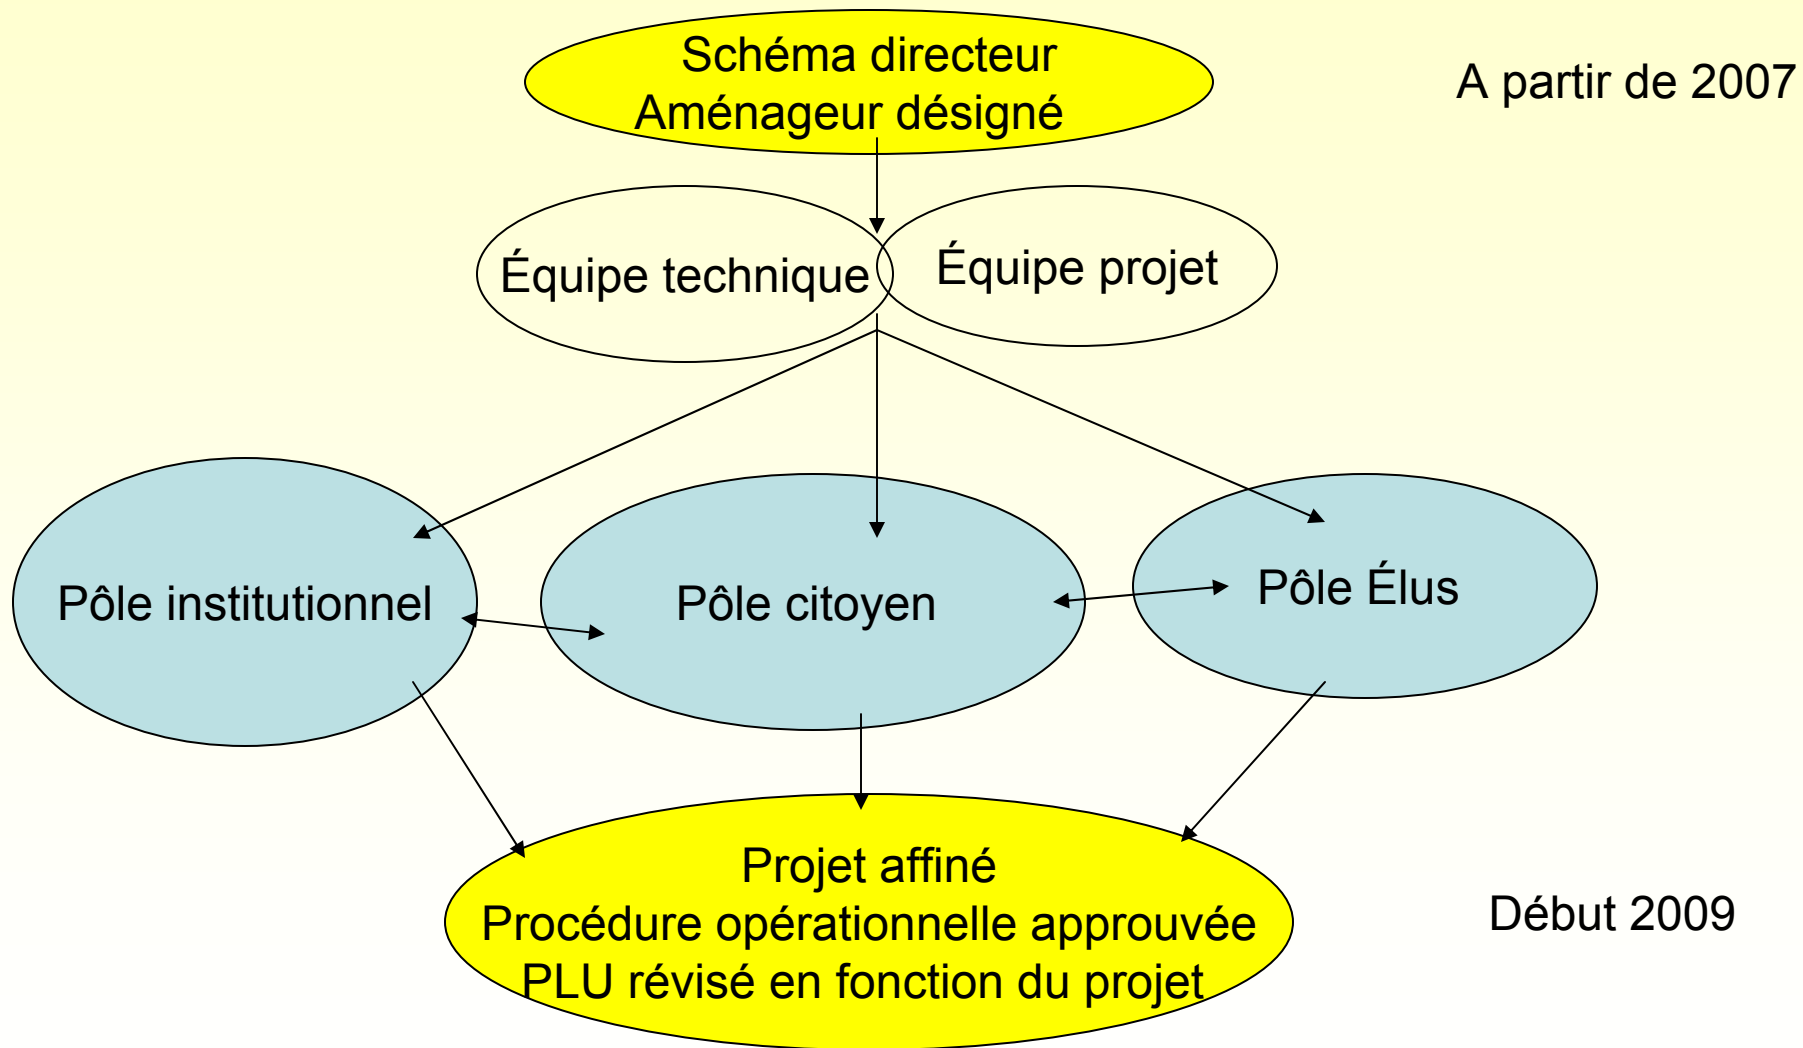 Schéma directeur
Aménageur désigné
A partir de 2007
Équipe technique
Équipe projet
Pôle institutionnel
Pôle citoyen
Pôle Élus
Projet affiné
Procédure opérationnelle approuvée
PLU révisé en fonction du projet
Début 2009